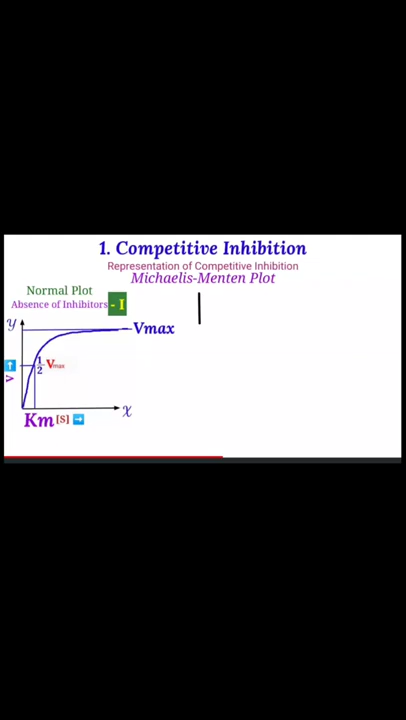 1. Competitive Inhibition
Representation of Competitive Inhibition
Michaelis-Menten Plot
Normal Plot
Absence of Inhibitors - I
y
Vmax
1/2 Vmax
V
Km [S] x